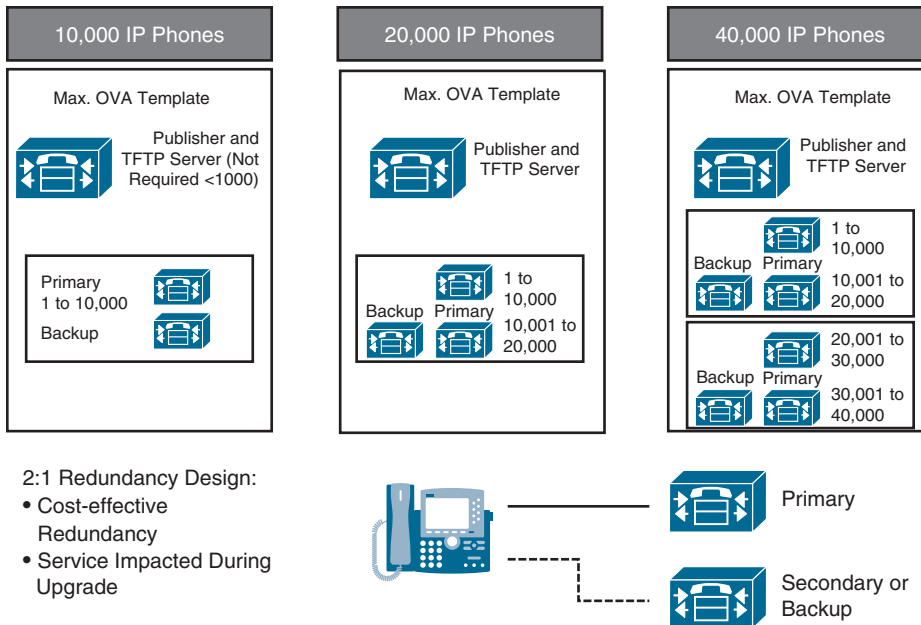 10,000 IP Phones
Max. OVA Template
Publisher and
TFTP Server (Not
Required <1000)
Primary
1 to 10,000
Backup
20,000 IP Phones
Max. OVA Template
Publisher and
TFTP Server
1 to
10,000
Backup Primary
10,001 to
20,000
40,000 IP Phones
Max. OVA Template
Publisher and
TFTP Server
1 to
10,000
Backup Primary
10,001 to
20,000
20,001 to
30,000
Backup Primary
30,001 to
40,000
2:1 Redundancy Design:
• Cost-effective
Redundancy
• Service Impacted During
Upgrade
Primary
Secondary or
Backup